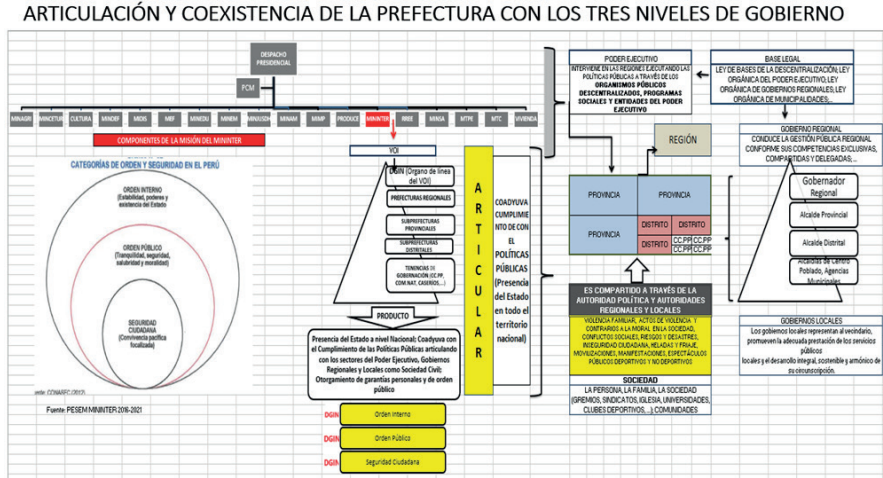 ARTICULACIÓN Y COEXISTENCIA DE LA PREFECTURA CON LOS TRES NIVELES DE GOBIERNO
DESPACHO
PRESIDENCIAL
PCM
MINAGRI
MINCETUR
CULTURA
MINDEF
MIDIS
MEF
MINEDU
MINEM
MINJUSDH
MINAM
MIMP
PRODUCE
MININTER
RREE
MINSA
MTPE
MTC
VIVIENDA
COMPONENTES DE LA MISIÓN DEL MININTER
CATEGORÍAS DE ORDEN Y SEGURIDAD EN EL PERÚ
ORDEN INTERNO
(Estabilidad, poderes y
existencia del Estado)
ORDEN PÚBLICO
(Tranquilidad, seguridad,
salubridad y moralidad)
SEGURIDAD
CIUDADANA
(Convivencia pacífica
focalizada)
Fuente: PESEM MININTER 2016-2021
VOI
DGIN (Órgano de línea
del VOI)
PREFECTURAS REGIONALES
SUBPREFECTURAS
PROVINCIALES
SUBPREFECTURAS
DISTRITALES
TENENCIAS DE
GOBERNACIÓN (CC.PP,
COM.NAT, CASERÍOS,...)
PRODUCTO
Presencia del Estado a nivel Nacional; Coadyuva con
el Cumplimiento de las Políticas Públicas articulando
con los sectores del Poder Ejecutivo, Gobiernos
Regionales y Locales como Sociedad Civil;
Otorgamiento de garantías personales y de orden
público
DGIN
Orden Interno
DGIN
Orden Público
DGIN
Seguridad Ciudadana
A
R
T
I
C
U
L
A
R
COADYUVA
CUMPLIMIE
NTO DE CON
EL
POLÍTICAS
PÚBLICAS
(Presencia
del Estado
en todo el
territorio
nacional)
PODER EJECUTIVO
INTERVIENE EN LAS REGIONES EJECUTANDO LAS
POLÍTICAS PÚBLICAS A TRAVÉS DE LOS
ORGANISMOS PÚBLICOS
DESCENTRALIZADOS, PROGRAMAS
SOCIALES Y ENTIDADES DEL PODER
EJECUTIVO
BASE LEGAL
LEY DE BASES DE LA DESCENTRALIZACIÓN; LEY
ORGÁNICA DEL PODER EJECUTIVO; LEY
ORGÁNICA DE GOBIERNOS REGIONALES; LEY
ORGÁNICA DE MUNICIPALIDADES;...
REGIÓN
GOBIERNO REGIONAL
CONDUCE LA GESTIÓN PÚBLICA REGIONAL
CONFORME SUS COMPETENCIAS EXCLUSIVAS,
COMPARTIDAS Y DELEGADAS; ...
PROVINCIA
PROVINCIA
PROVINCIA
DISTRITO
DISTRITO
DISTRITO
CC.PP
CC.PP
CC.PP
CC.PP
Gobernador
Regional
Alcalde Provincial
Alcalde Distrital
Alcaldías de Centro
Poblado, Agencias
Municipales
ES COMPARTIDO A TRAVÉS DE LA
AUTORIDAD POLÍTICA Y AUTORIDADES
REGIONALES Y LOCALES
VIOLENCIA FAMILIAR, ACTOS DE VIOLENCIA Y
CONTRARIOS A LA MORAL EN LA SOCIEDAD,
CONFLICTOS SOCIALES, RIESGOS Y DESASTRES,
INSEGURIDAD CIUDADANA, HELADAS Y FRIAJE,
MOVILIZACIONES, MANIFESTACIONES, ESPECTÁCULOS
PÚBLICOS DEPORTIVOS Y NO DEPORTIVOS
SOCIEDAD
LA PERSONA, LA FAMILIA, LA SOCIEDAD
(GREMIOS, SINDICATOS, IGLESIA, UNIVERSIDADES,
CLUBES DEPORTIVOS, ...); COMUNIDADES
GOBIERNOS LOCALES
Los gobiernos locales representan al vecindario,
promueven la adecuada prestación de los servicios
públicos
locales y el desarrollo integral, sostenible y armónico de
su circunscripción.